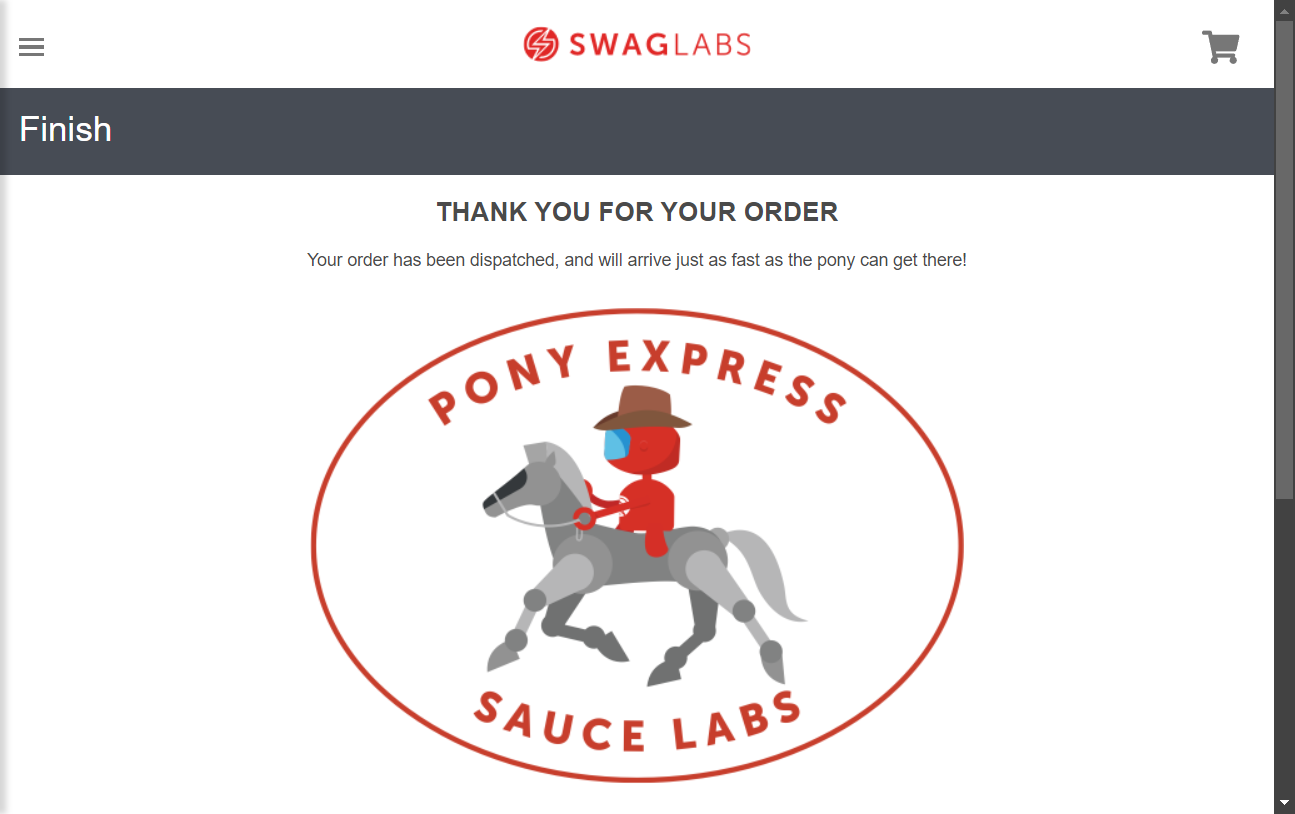 SWAGLABS
Finish
THANK YOU FOR YOUR ORDER
Your order has been dispatched, and will arrive just as fast as the pony can get there!
PONY EXPRESS
SAUCE LABS